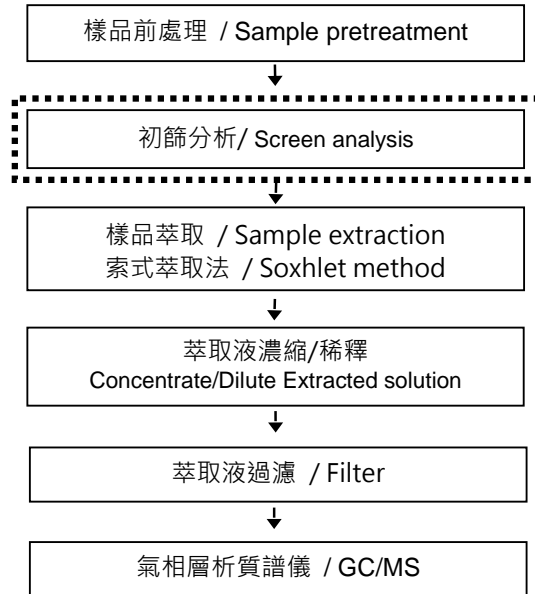 樣品前處理 / Sample pretreatment
初篩分析/ Screen analysis
樣品萃取 / Sample extraction
索式萃取法 / Soxhlet method
萃取液濃縮/稀釋
Concentrate/Dilute Extracted solution
萃取液過濾 / Filter
氣相層析質譜儀 / GC/MS